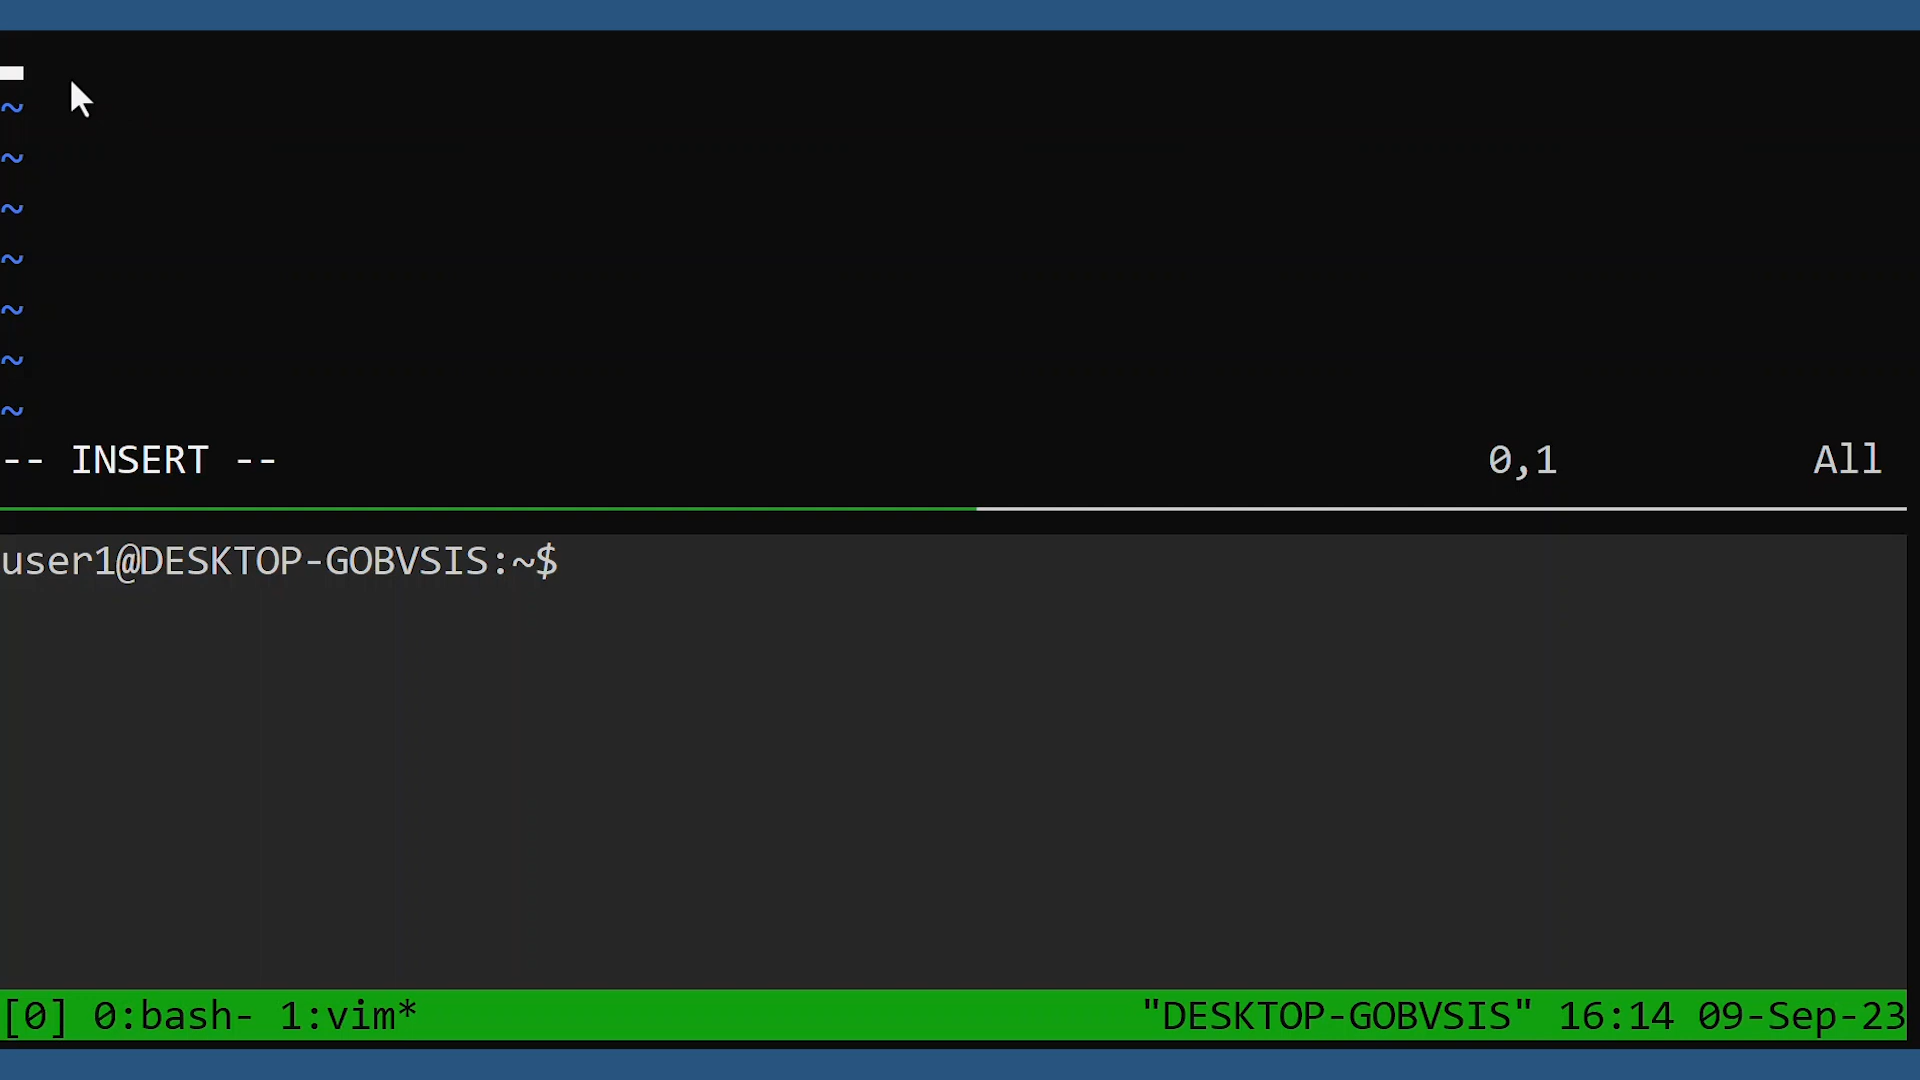 ~
~
~
~
~
~
~
-- INSERT -- 0,1 All
user1@DESKTOP-GOBVSIS:~$
[0] 0:bash- 1:vim* "DESKTOP-GOBVSIS" 16:14 09-Sep-23